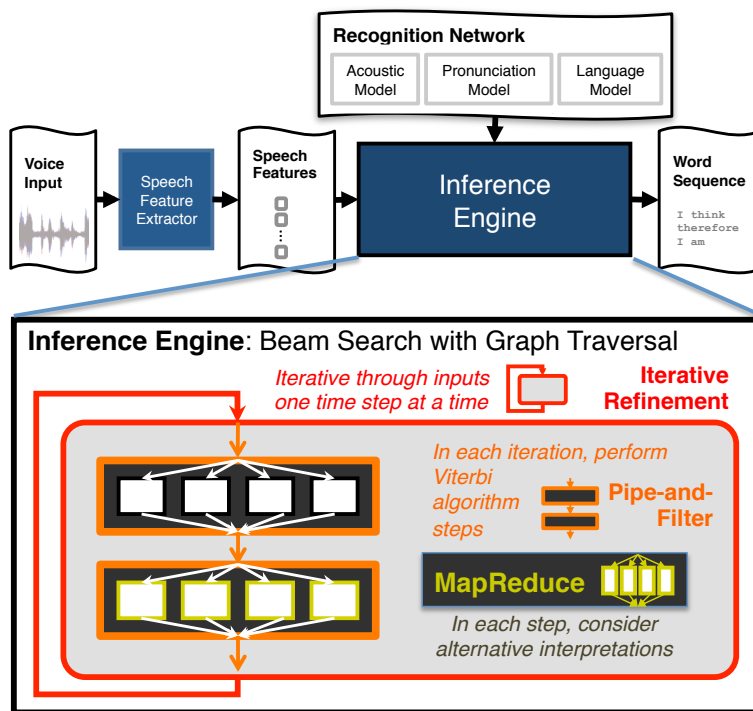 Recognition Network
Acoustic
Model
Pronunciation
Model
Language
Model
Voice
Input
Speech
Feature
Extractor
Speech
Features
Inference
Engine
Word
Sequence
I think
therefore
I am
Inference Engine: Beam Search with Graph Traversal
Iterative through inputs
one time step at a time
Iterative
Refinement
In each iteration, perform
Viterbi
algorithm
steps
Pipe-and-
Filter
MapReduce
In each step, consider
alternative interpretations